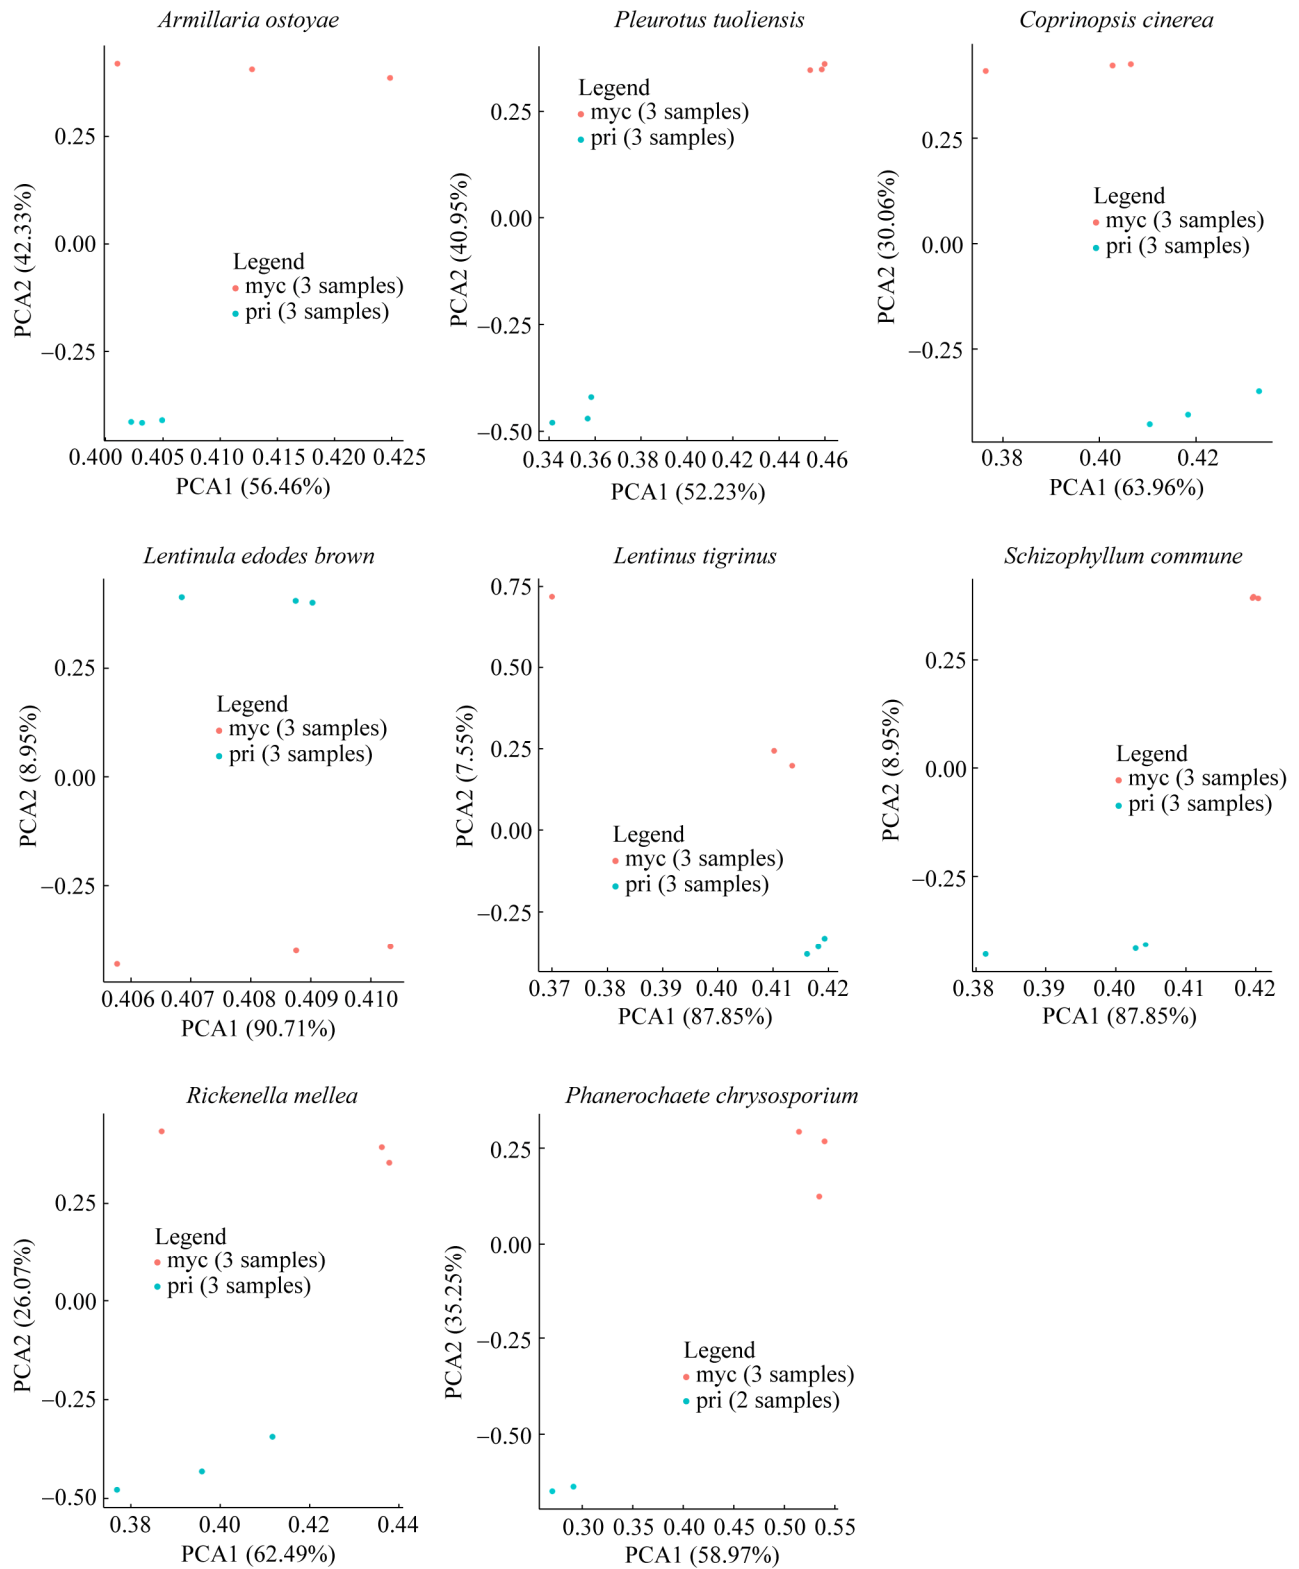 Armillaria ostoyae
PCA2 (42.33%)
0.25
0.00
−0.25
Legend
myc (3 samples)
pri (3 samples)
0.400 0.405 0.410 0.415 0.420 0.425
PCA1 (56.46%)
Pleurotus tuoliensis
PCA2 (40.95%)
0.25
0.00
−0.25
−0.50
Legend
myc (3 samples)
pri (3 samples)
0.34 0.36 0.38 0.40 0.42 0.44 0.46
PCA1 (52.23%)
Coprinopsis cinerea
PCA2 (30.06%)
0.25
0.00
−0.25
Legend
myc (3 samples)
pri (3 samples)
0.38 0.40 0.42
PCA1 (63.96%)
Lentinula edodes brown
PCA2 (8.95%)
0.25
0.00
−0.25
Legend
myc (3 samples)
pri (3 samples)
0.406 0.407 0.408 0.409 0.410
PCA1 (90.71%)
Lentinus tigrinus
PCA2 (7.55%)
0.75
0.50
0.25
0.00
−0.25
Legend
myc (3 samples)
pri (3 samples)
0.37 0.38 0.39 0.40 0.41 0.42
PCA1 (87.85%)
Schizophyllum commune
PCA2 (8.95%)
0.25
0.00
−0.25
Legend
myc (3 samples)
pri (3 samples)
0.38 0.39 0.40 0.41 0.42
PCA1 (87.85%)
Rickenella mellea
PCA2 (26.07%)
0.25
0.00
−0.25
−0.50
Legend
myc (3 samples)
pri (3 samples)
0.38 0.40 0.42 0.44
PCA1 (62.49%)
Phanerochaete chrysosporium
PCA2 (35.25%)
0.25
0.00
−0.25
−0.50
Legend
myc (3 samples)
pri (2 samples)
0.30 0.35 0.40 0.45 0.50 0.55
PCA1 (58.97%)